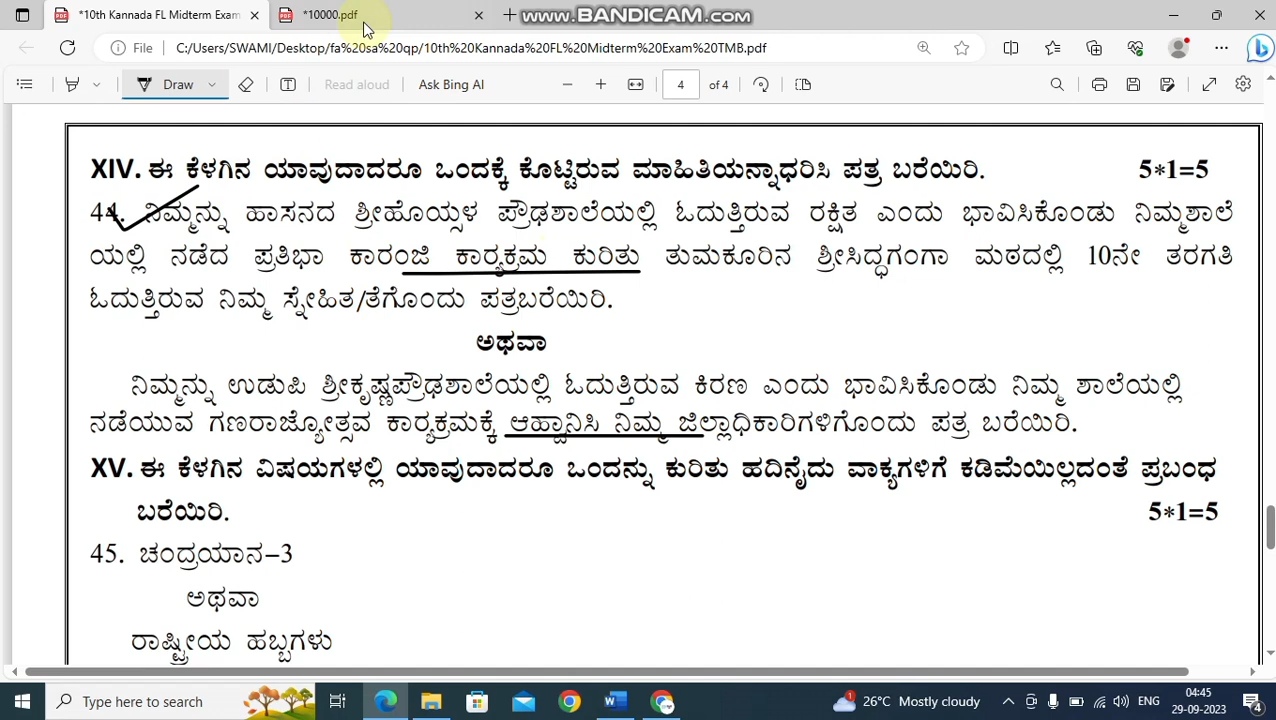 *10th Kannada FL Midterm Exam
*10000.pdf
www.BANDICAM.com
File C:/Users/SWAMI/Desktop/fa%20sa%20qp/10th%20Kannada%20FL%20Midterm%20Exam%20TMB.pdf
Draw Read aloud Ask Bing AI 4 of 4
XIV. ಈ ಕೆಳಗಿನ ಯಾವುದಾದರೂ ಒಂದಕ್ಕೆ ಕೊಟ್ಟಿರುವ ಮಾಹಿತಿಯನ್ನಾಧರಿಸಿ ಪತ್ರ ಬರೆಯಿರಿ. 5*1=5
44. ನಿಮ್ಮನ್ನು ಹಾಸನದ ಶ್ರೀಹೊಯ್ಸಳ ಪ್ರೌಢಶಾಲೆಯಲ್ಲಿ ಓದುತ್ತಿರುವ ರಕ್ಷಿತ ಎಂದು ಭಾವಿಸಿಕೊಂಡು ನಿಮ್ಮಶಾಲೆ
ಯಲ್ಲಿ ನಡೆದ ಪ್ರತಿಭಾ ಕಾರಂಜಿ ಕಾರ‍್ಯಕ್ರಮ ಕುರಿತು ತುಮಕೂರಿನ ಶ್ರೀಸಿದ್ಧಗಂಗಾ ಮಠದಲ್ಲಿ 10ನೇ ತರಗತಿ
ಓದುತ್ತಿರುವ ನಿಮ್ಮ ಸ್ನೇಹಿತ/ತೆಗೊಂದು ಪತ್ರಬರೆಯಿರಿ.
ಅಥವಾ
ನಿಮ್ಮನ್ನು ಉಡುಪಿ ಶ್ರೀಕೃಷ್ಣಪ್ರೌಢಶಾಲೆಯಲ್ಲಿ ಓದುತ್ತಿರುವ ಕಿರಣ ಎಂದು ಭಾವಿಸಿಕೊಂಡು ನಿಮ್ಮ ಶಾಲೆಯಲ್ಲಿ
ನಡೆಯುವ ಗಣರಾಜ್ಯೋತ್ಸವ ಕಾರ‍್ಯಕ್ರಮಕ್ಕೆ ಆಹ್ವಾನಿಸಿ ನಿಮ್ಮ ಜಿಲ್ಲಾಧಿಕಾರಿಗಳಿಗೊಂದು ಪತ್ರ ಬರೆಯಿರಿ.
XV. ಈ ಕೆಳಗಿನ ವಿಷಯಗಳಲ್ಲಿ ಯಾವುದಾದರೂ ಒಂದನ್ನು ಕುರಿತು ಹದಿನೈದು ವಾಕ್ಯಗಳಿಗೆ ಕಡಿಮೆಯಿಲ್ಲದಂತೆ ಪ್ರಬಂಧ
ಬರೆಯಿರಿ. 5*1=5
45. ಚಂದ್ರಯಾನ-3
ಅಥವಾ
ರಾಷ್ಟ್ರೀಯ ಹಬ್ಬಗಳು
Type here to search 26°C Mostly cloudy ENG 04:45
29-09-2023 4